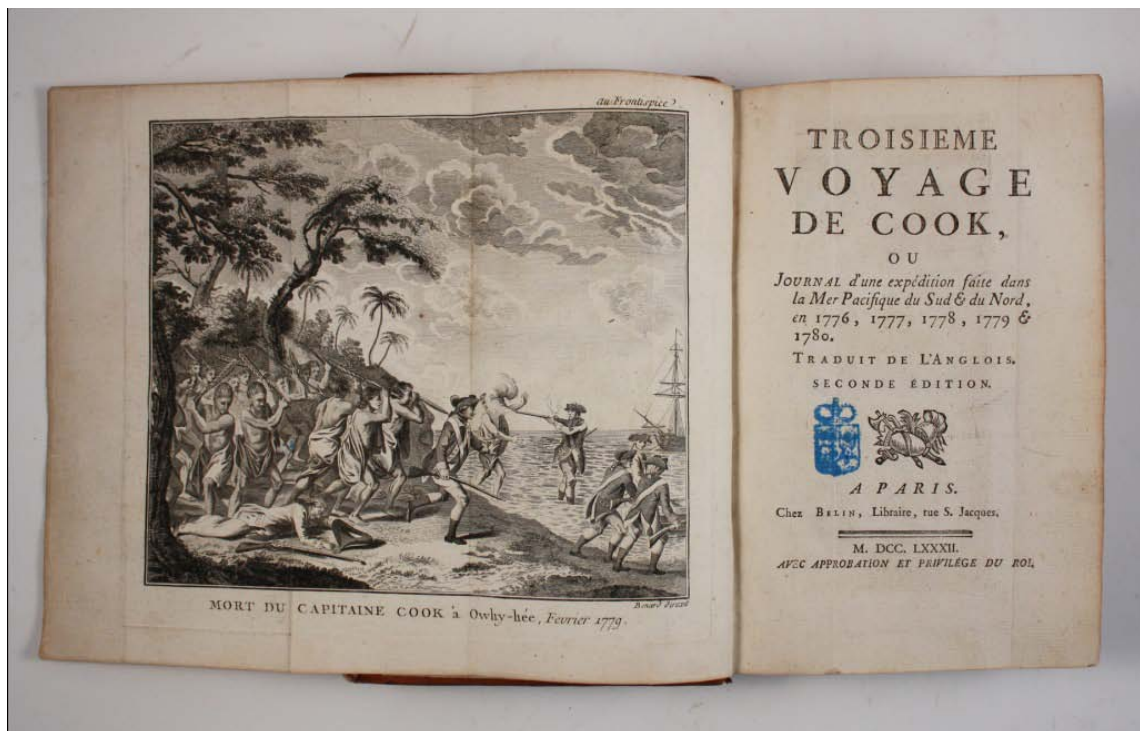 au Frontispice
MORT DU CAPITAINE COOK à Owhy-hée, Fevrier 1779.
Benard direxit
TROISIEME
VOYAGE
DE COOK,
OU
JOURNAL d'une expédition faite dans
la Mer Pacifique du Sud & du Nord,
en 1776, 1777, 1778, 1779 &
1780.
TRADUIT DE L'ANGLOIS.
SECONDE ÉDITION.
A PARIS.
Chez BELIN, Libraire, rue S. Jacques.
M. DCC. LXXXII.
AVEC APPROBATION ET PRIVILÉGE DU ROI.